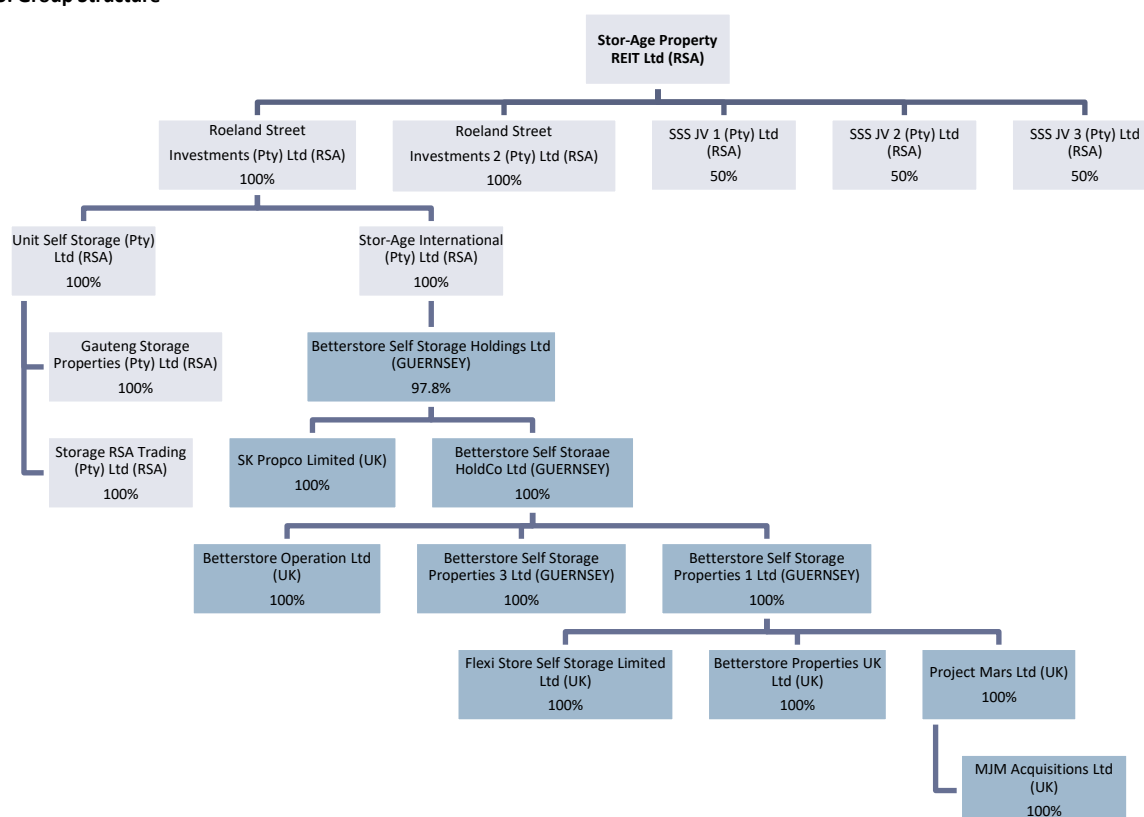 Group Structure
Stor-Age Property
REIT Ltd (RSA)
Roeland Street
Investments (Pty) Ltd (RSA)
100%
Roeland Street
Investments 2 (Pty) Ltd (RSA)
100%
SSS JV 1 (Pty) Ltd
(RSA)
50%
SSS JV 2 (Pty) Ltd
(RSA)
50%
SSS JV 3 (Pty) Ltd
(RSA)
50%
Unit Self Storage (Pty)
Ltd (RSA)
100%
Stor-Age International
(Pty) Ltd (RSA)
100%
Gauteng Storage
Properties (Pty) Ltd (RSA)
100%
Betterstore Self Storage Holdings Ltd
(GUERNSEY)
97.8%
Storage RSA Trading
(Pty) Ltd (RSA)
100%
SK Propco Limited (UK)
100%
Betterstore Self Storaae
HoldCo Ltd (GUERNSEY)
100%
Betterstore Operation Ltd
(UK)
100%
Betterstore Self Storage
Properties 3 Ltd (GUERNSEY)
100%
Betterstore Self Storage
Properties 1 Ltd (GUERNSEY)
100%
Flexi Store Self Storage Limited
Ltd (UK)
100%
Betterstore Properties UK
Ltd (UK)
100%
Project Mars Ltd (UK)
100%
MJM Acquisitions Ltd
(UK)
100%